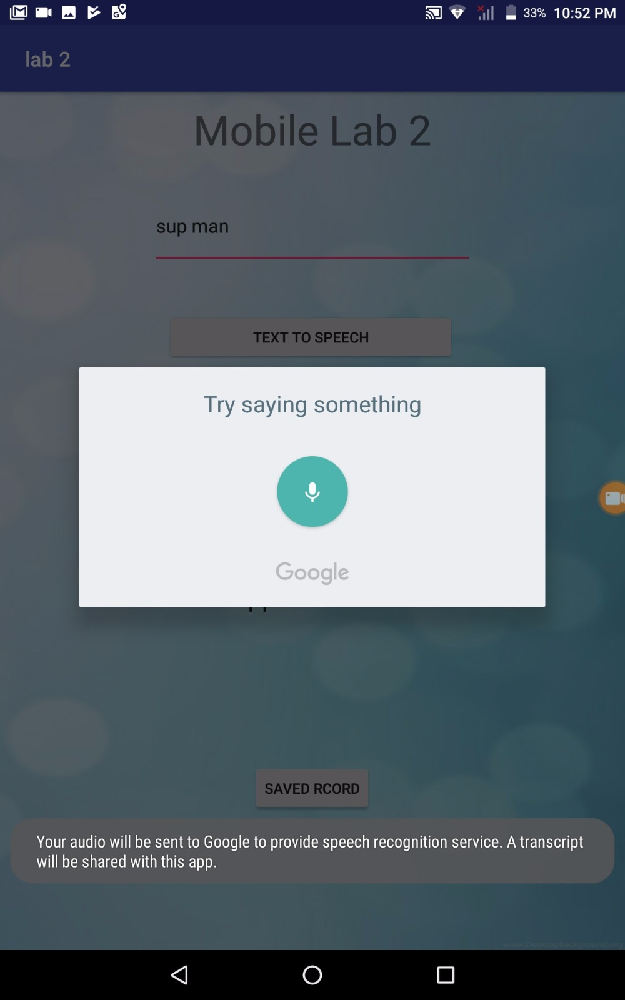 33% 10:52 PM
lab 2
Mobile Lab 2
sup man
TEXT TO SPEECH
Try saying something
Google
SAVED RCORD
Your audio will be sent to Google to provide speech recognition service. A transcript
will be shared with this app.